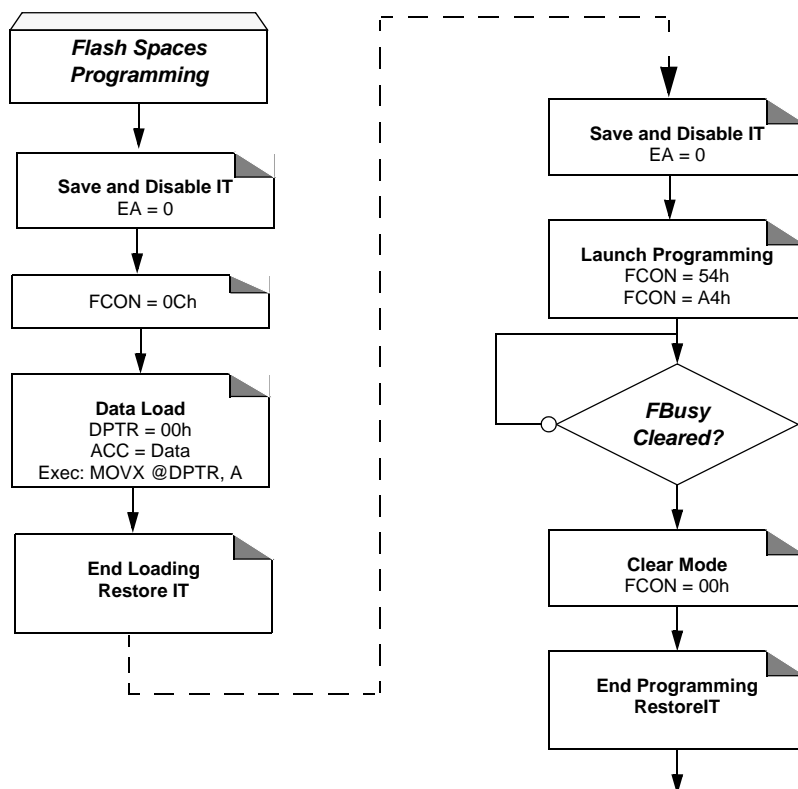 Flash Spaces
Programming
Save and Disable IT
EA = 0
FCON = 0Ch
Data Load
DPTR = 00h
ACC = Data
Exec: MOVX @DPTR, A
End Loading
Restore IT
Save and Disable IT
EA = 0
Launch Programming
FCON = 54h
FCON = A4h
FBusy
Cleared?
Clear Mode
FCON = 00h
End Programming
RestoreIT